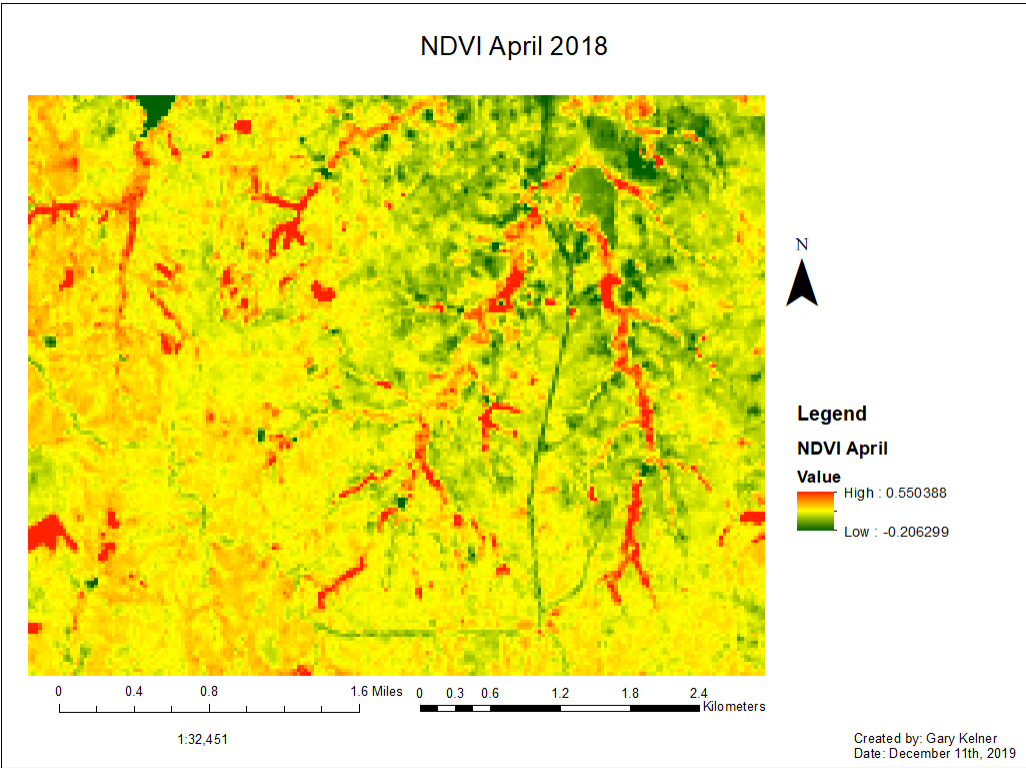 NDVI April 2018
N
Legend
NDVI April
Value
High : 0.550388
Low : -0.206299
0 0.4 0.8 1.6 Miles
0 0.3 0.6 1.2 1.8 2.4
Kilometers
1:32,451
Created by: Gary Kelner
Date: December 11th, 2019